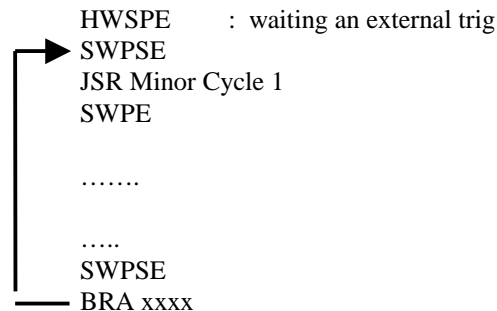 HWSPE : waiting an external trig
SWPSE
JSR Minor Cycle 1
SWPE
…….
…..
SWPSE
BRA xxxx